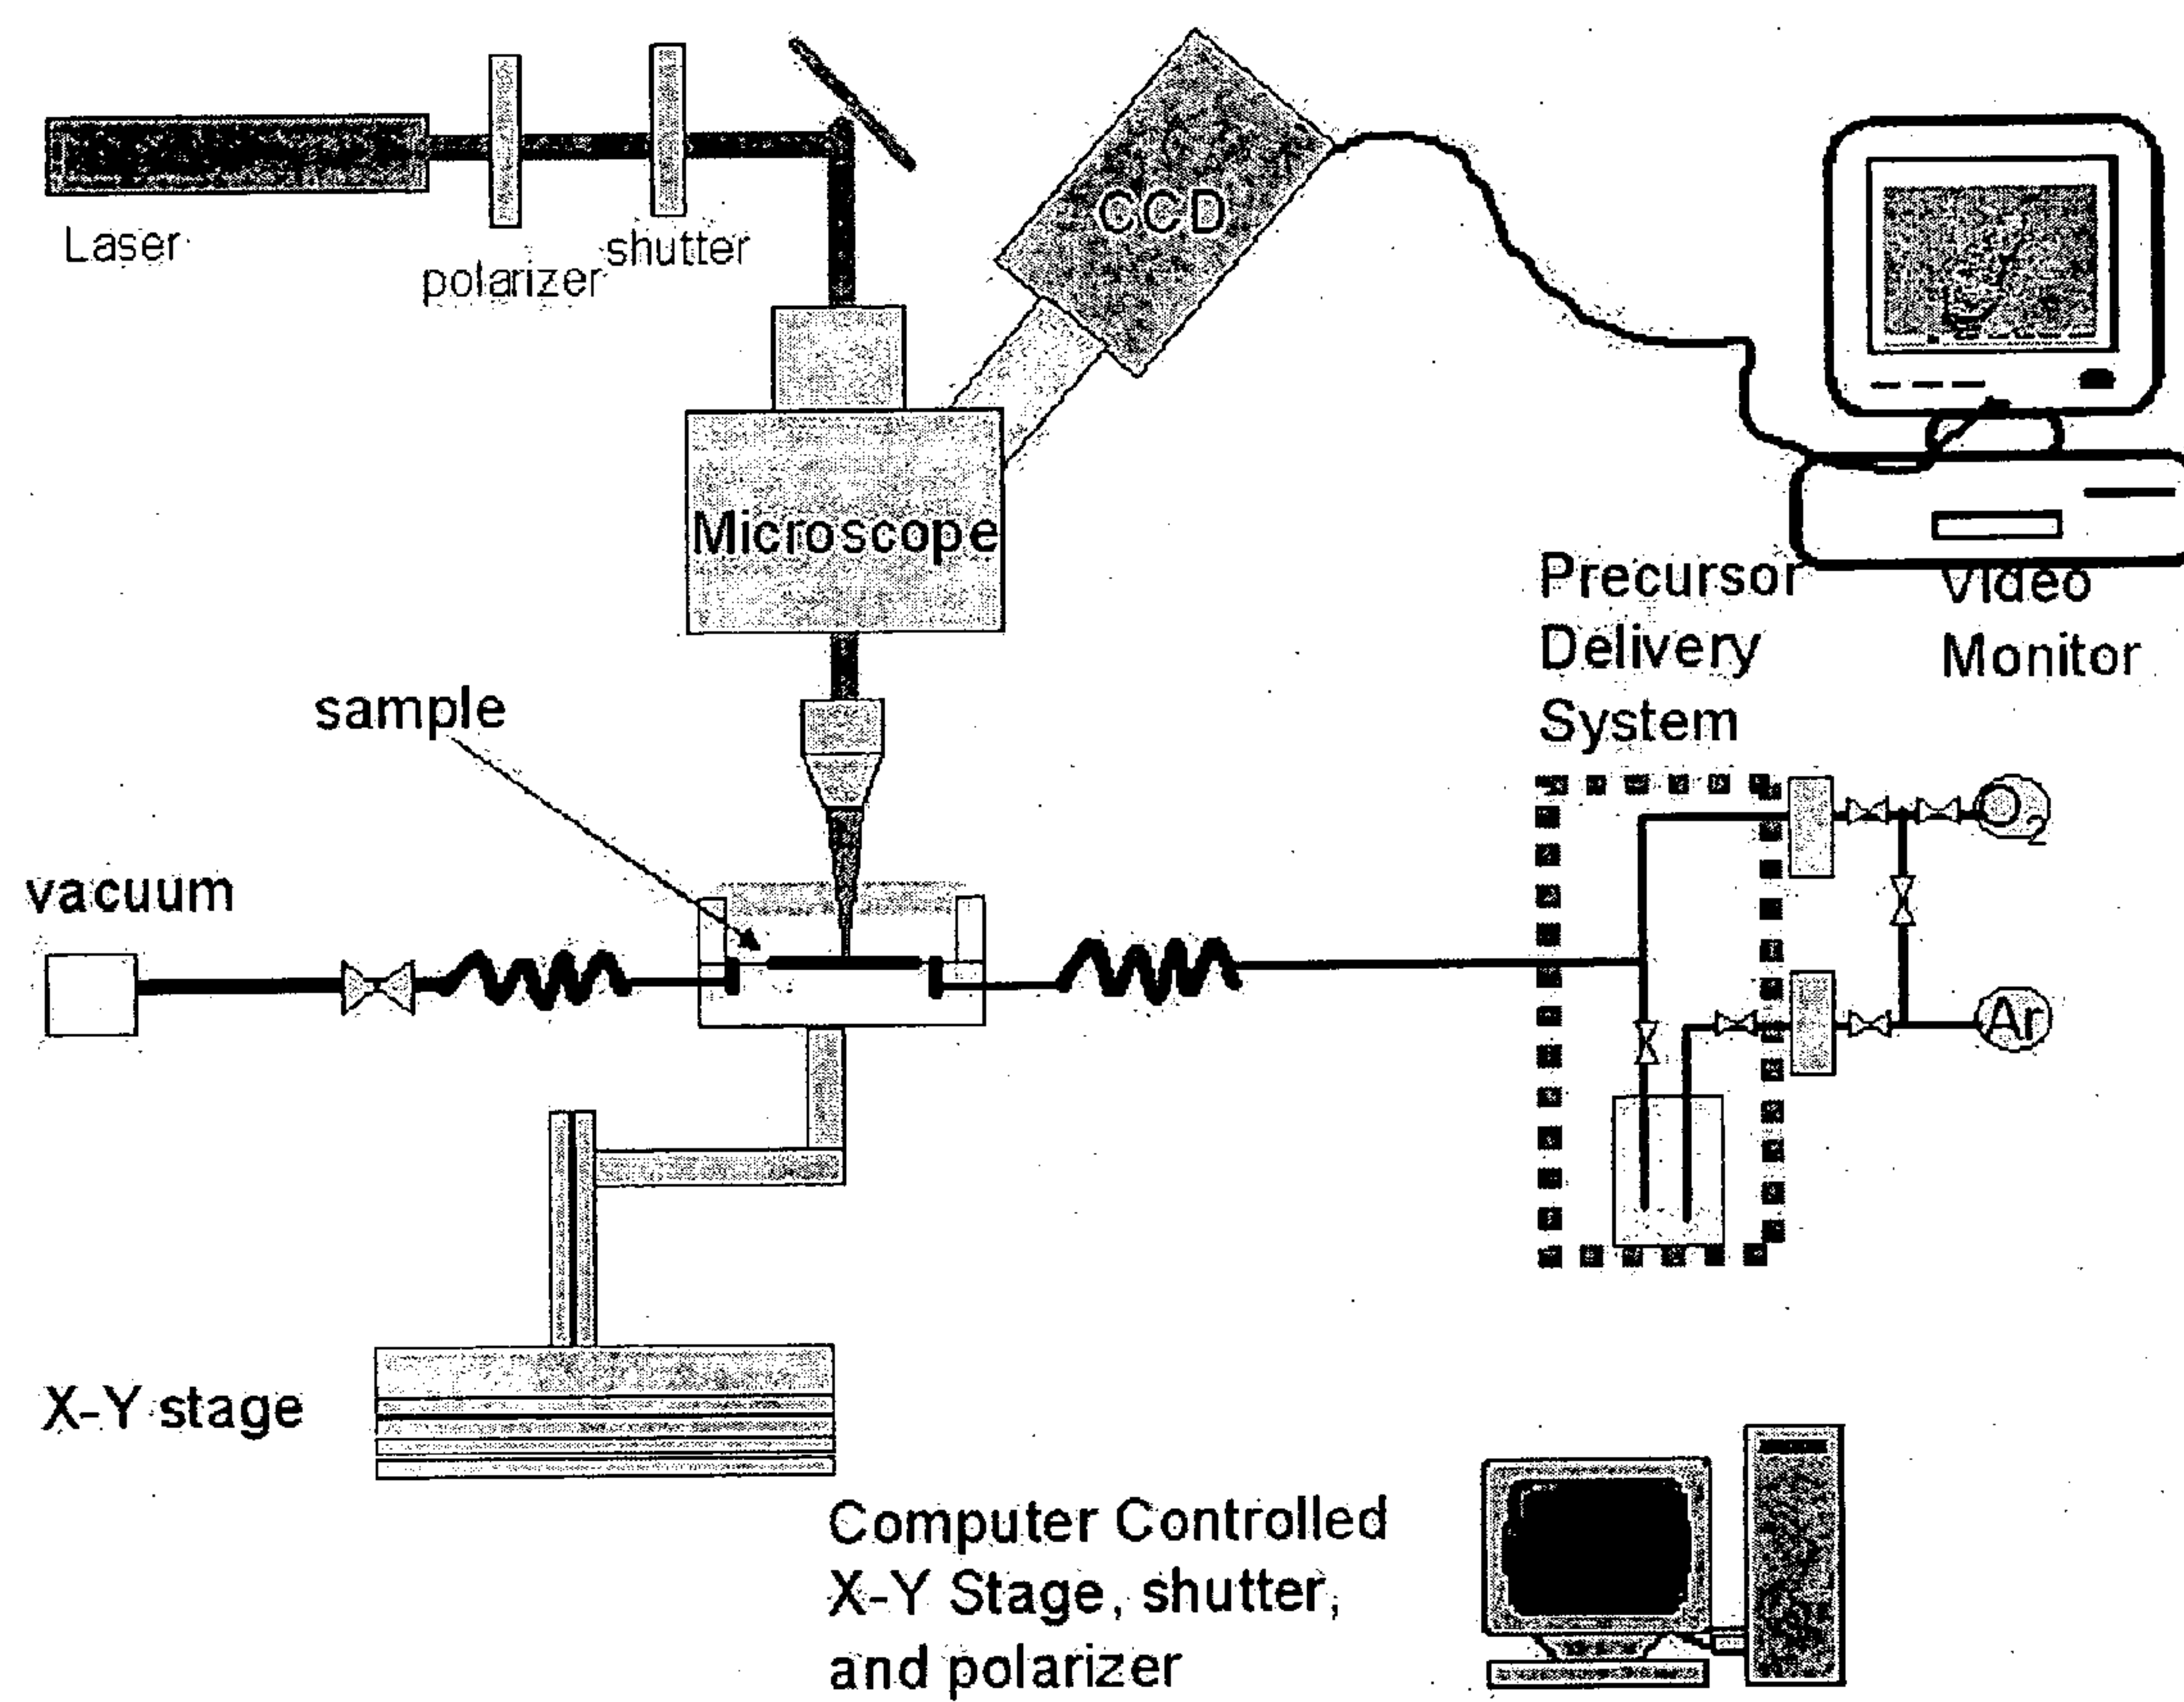 Laser
polarizer
shutter
CCD
Microscope
Precursor
Delivery
System
Video
Monitor
sample
vacuum
O2
Ar
X-Y stage
Computer Controlled
X-Y Stage, shutter,
and polarizer